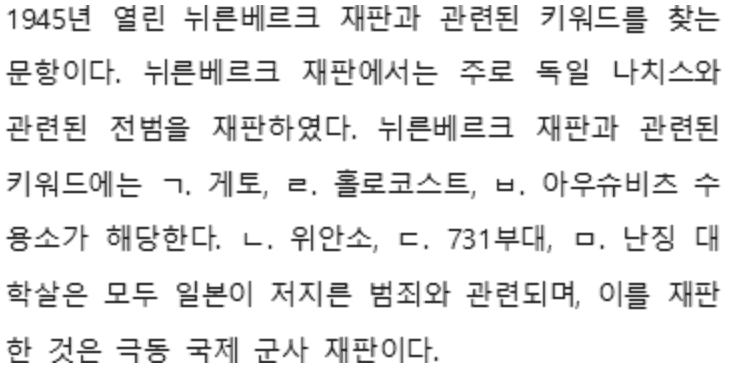 1945년 열린 뉘른베르크 재판과 관련된 키워드를 찾는
문항이다. 뉘른베르크 재판에서는 주로 독일 나치스와
관련된 전범을 재판하였다. 뉘른베르크 재판과 관련된
키워드에는 ㄱ. 게토, ㄹ. 홀로코스트, ㅂ. 아우슈비츠 수
용소가 해당한다. ㄴ. 위안소, ㄷ. 731부대, ㅁ. 난징 대
학살은 모두 일본이 저지른 범죄와 관련되며, 이를 재판
한 것은 극동 국제 군사 재판이다.